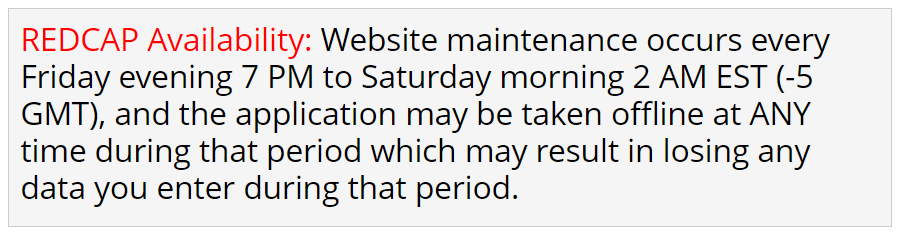 REDCAP Availability: Website maintenance occurs every
Friday evening 7 PM to Saturday morning 2 AM EST (-5
GMT), and the application may be taken offline at ANY
time during that period which may result in losing any
data you enter during that period.